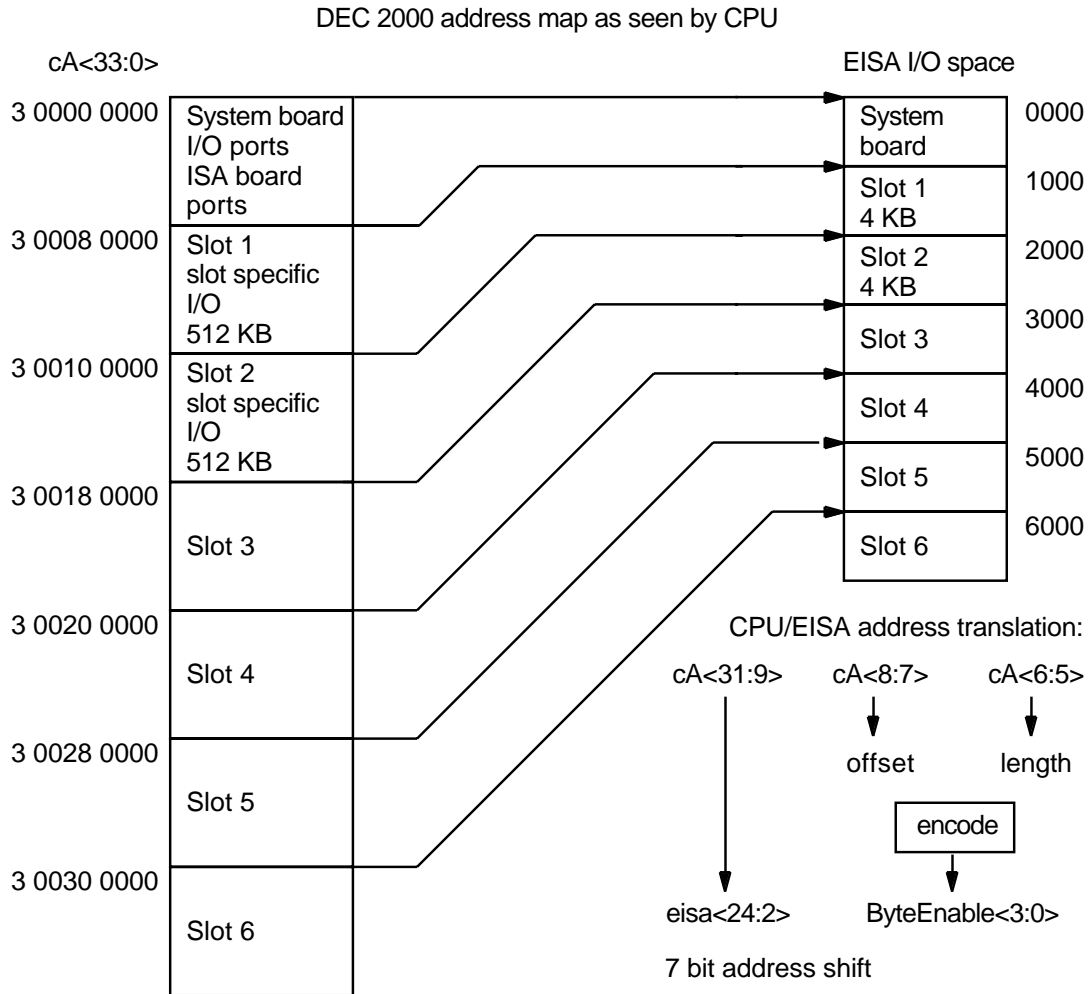 DEC 2000 address map as seen by CPU
cA<33:0>
EISA I/O space
3 0000 0000
System board
I/O ports
ISA board
ports
3 0008 0000
Slot 1
slot specific
I/O
512 KB
3 0010 0000
Slot 2
slot specific
I/O
512 KB
3 0018 0000
Slot 3
3 0020 0000
Slot 4
3 0028 0000
Slot 5
3 0030 0000
Slot 6
System
board
0000
Slot 1
4 KB
1000
Slot 2
4 KB
2000
Slot 3
3000
Slot 4
4000
Slot 5
5000
Slot 6
6000
CPU/EISA address translation:
cA<31:9>
cA<8:7>
cA<6:5>
offset
length
encode
eisa<24:2>
ByteEnable<3:0>
7 bit address shift